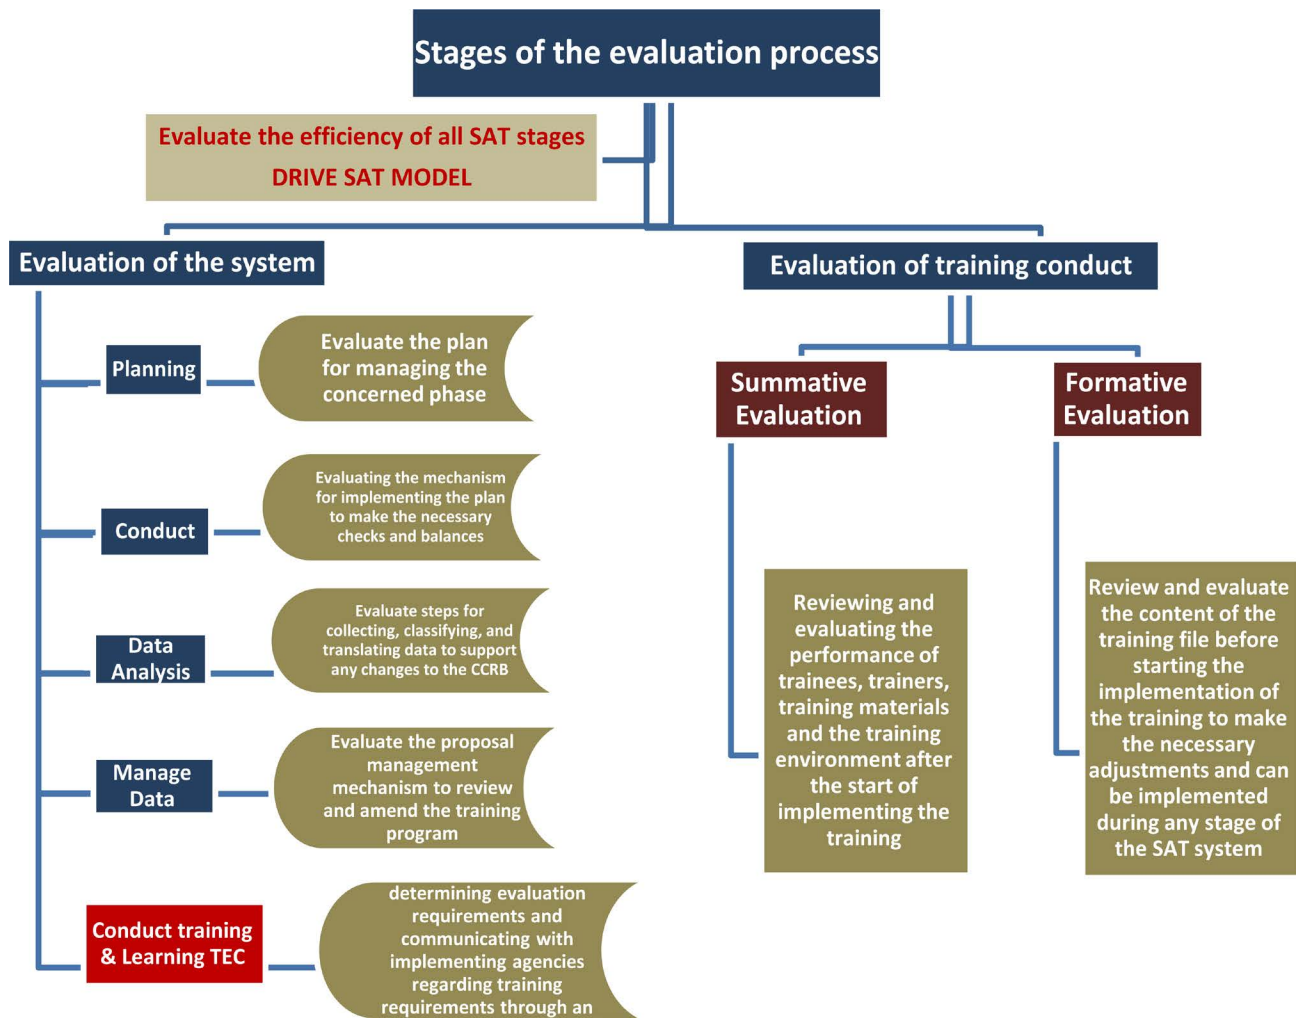 Stages of the evaluation process
Evaluate the efficiency of all SAT stages
DRIVE SAT MODEL
Evaluation of the system
Planning
Evaluate the plan
for managing the
concerned phase
Conduct
Evaluating the mechanism
for implementing the plan
to make the necessary
checks and balances
Data
Analysis
Evaluate steps for
collecting, classifying, and
translating data to support
any changes to the CCRB
Manage
Data
Evaluate the proposal
management
mechanism to review
and amend the training
program
Conduct training
& Learning TEC
determining evaluation
requirements and
communicating with
implementing agencies
regarding training
requirements through an
Evaluation of training conduct
Summative
Evaluation
Reviewing and
evaluating the
performance of
trainees, trainers,
training materials
and the training
environment after
the start of
implementing the
training
Formative
Evaluation
Review and evaluate
the content of the
training file before
starting the
implementation of
the training to make
the necessary
adjustments and can
be implemented
during any stage of
the SAT system